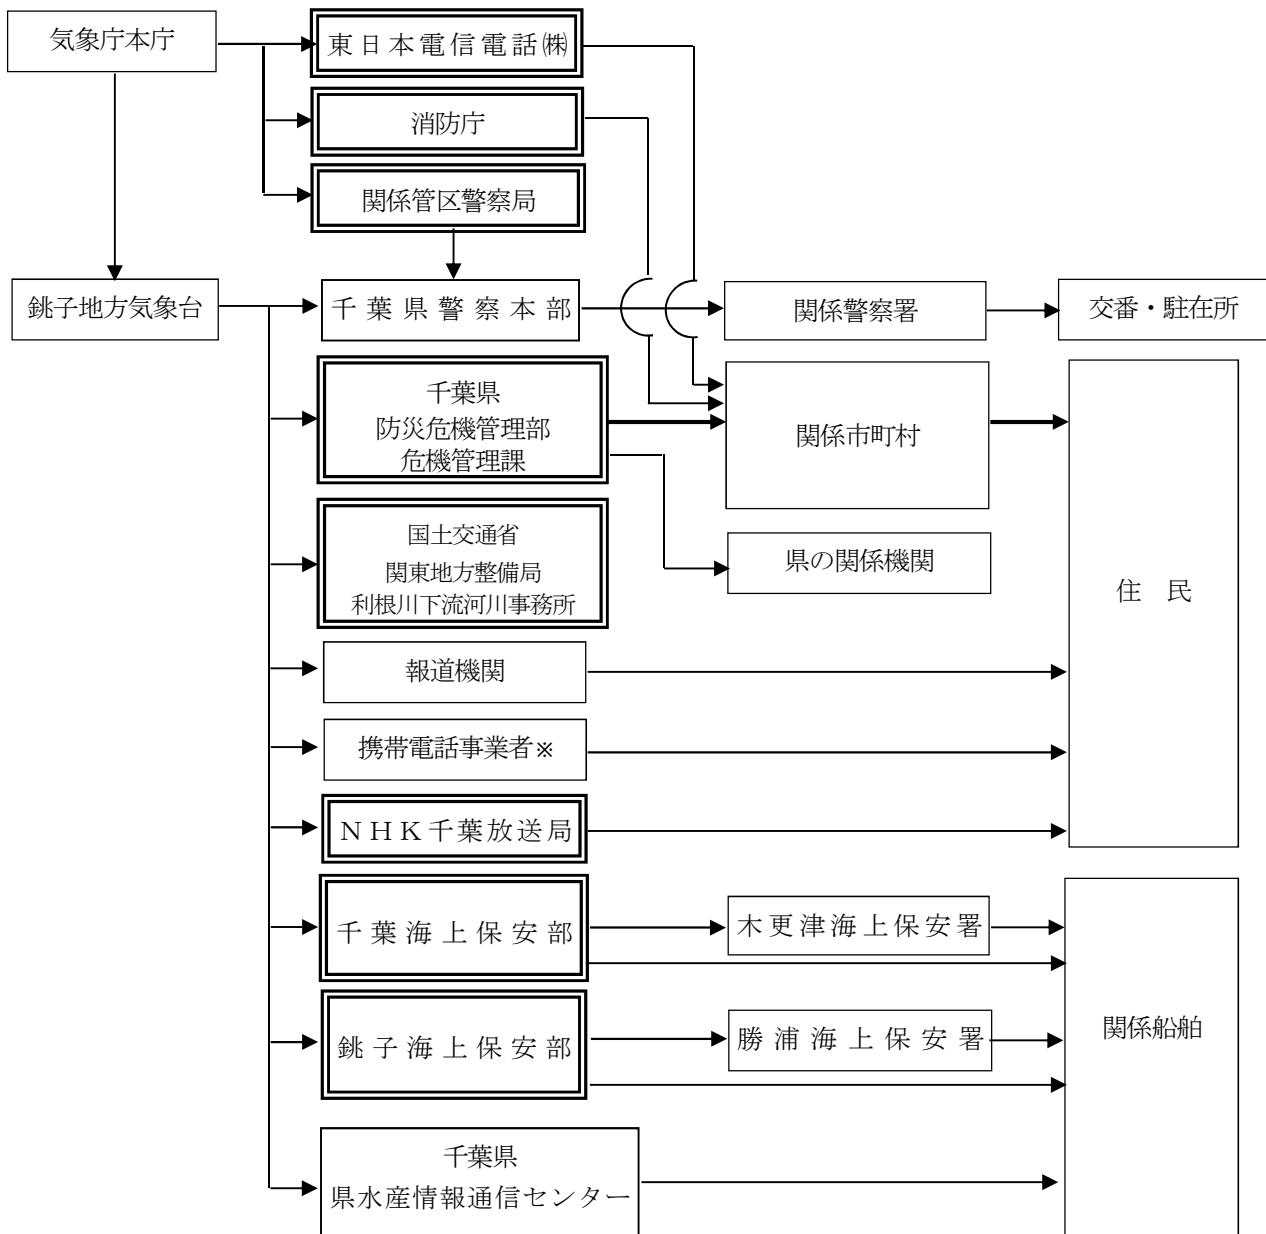 気象庁本庁
東日本電信電話㈱
消防庁
関係管区警察局
銚子地方気象台
千葉県警察本部
関係警察署
交番・駐在所
千葉県
防災危機管理部
危機管理課
関係市町村
国土交通省
関東地方整備局
利根川下流河川事務所
県の関係機関
住　民
報道機関
携帯電話事業者※
ＮＨＫ千葉放送局
千葉海上保安部
木更津海上保安署
銚子海上保安部
勝浦海上保安署
関係船舶
千葉県
県水産情報通信センター